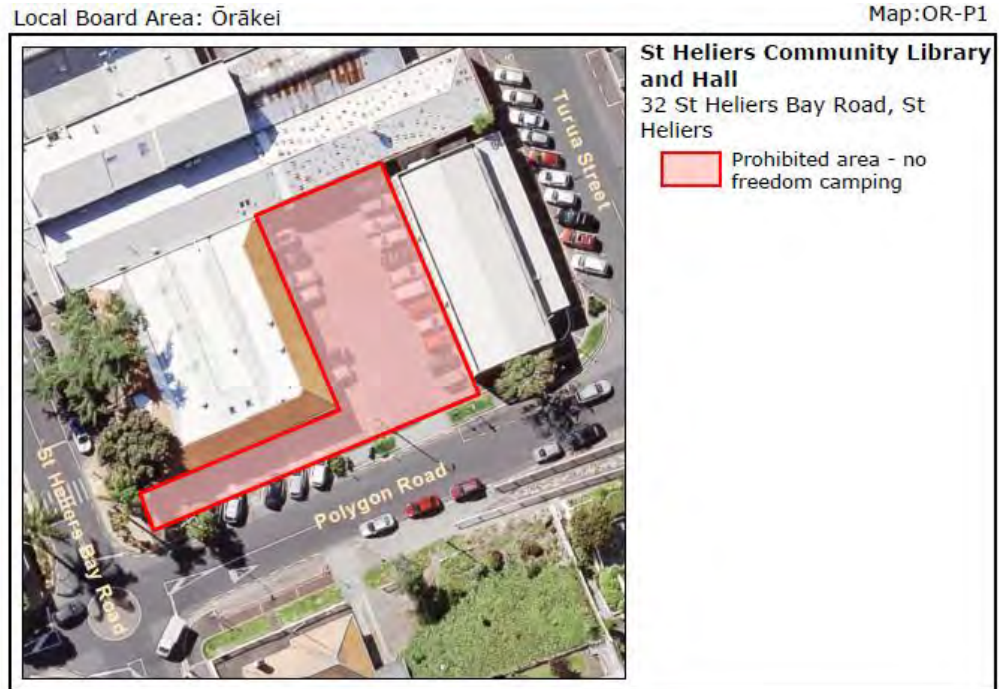 Local Board Area: Ōrākei
Map:OR-P1
St Heliers Community Library
and Hall
32 St Heliers Bay Road, St
Heliers
Prohibited area - no
freedom camping
Turua Street
Polygon Road
St Heliers Bay Road